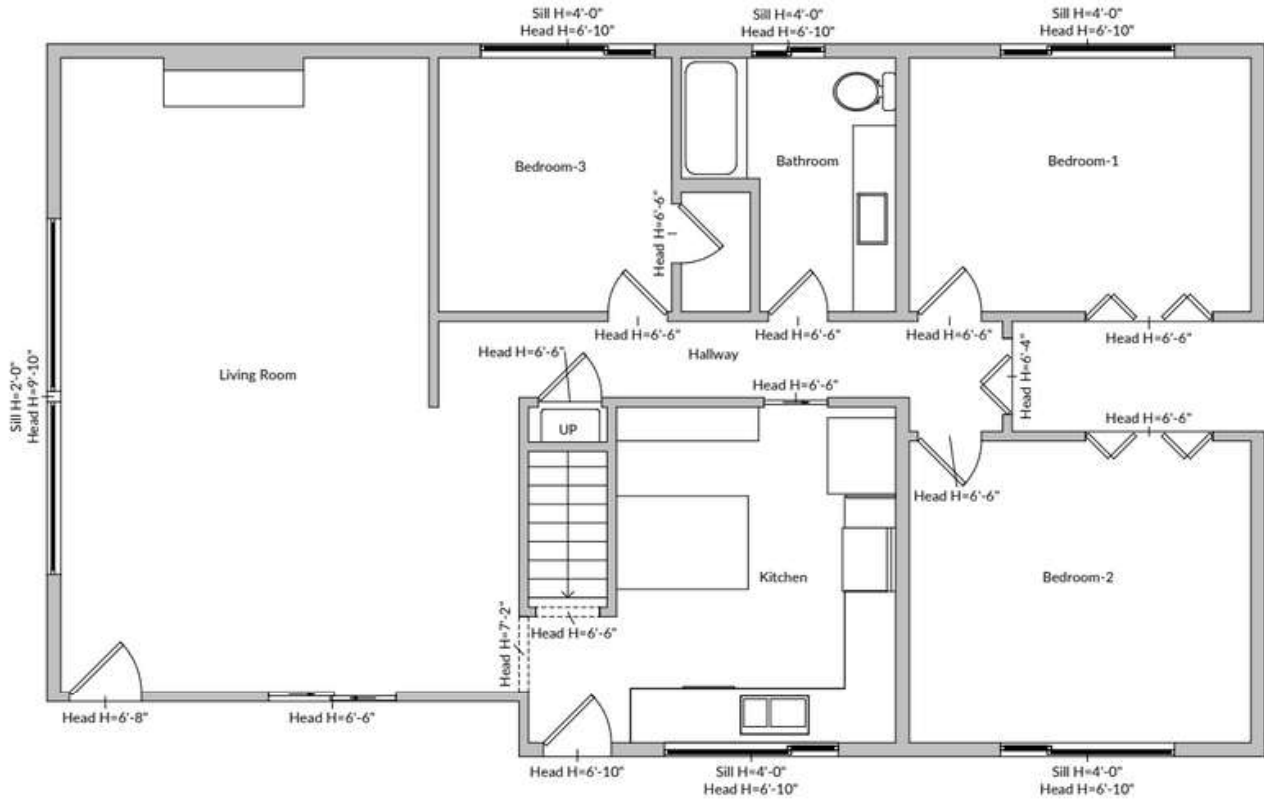 Sill H=4'-0"
Head H=6'-10"
Sill H=4'-0"
Head H=6'-10"
Sill H=4'-0"
Head H=6'-10"
Bedroom-3
Bathroom
Bedroom-1
Head H=6'-6"
Head H=6'-6"
Head H=6'-6"
Head H=6'-6"
Head H=6'-6"
Head H=6'-6"
Hallway
Head H=6'-4"
Living Room
Sill H=2'-0"
Head H=9'-10"
Head H=6'-6"
Head H=6'-6"
UP
Head H=6'-6"
Kitchen
Bedroom-2
Head H=7'-2"
Head H=6'-6"
Head H=6'-8"
Head H=6'-6"
Head H=6'-10"
Sill H=4'-0"
Head H=6'-10"
Sill H=4'-0"
Head H=6'-10"